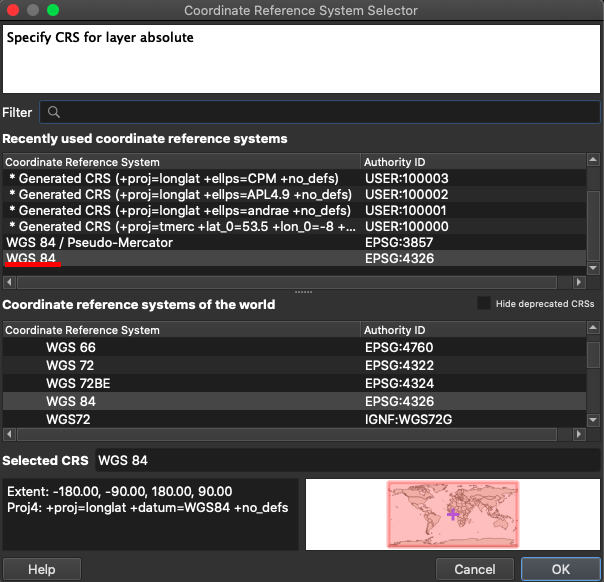 Coordinate Reference System Selector
Specify CRS for layer absolute
Filter
Recently used coordinate reference systems
Coordinate Reference System Authority ID
* Generated CRS (+proj=longlat +ellps=CPM +no_defs) USER:100003
* Generated CRS (+proj=longlat +ellps=APL4.9 +no_defs) USER:100002
* Generated CRS (+proj=longlat +ellps=andrae +no_defs) USER:100001
* Generated CRS (+proj=tmerc +lat_0=53.5 +lon_0=-8 +... USER:100000
WGS 84 / Pseudo-Mercator EPSG:3857
WGS 84 EPSG:4326
Coordinate reference systems of the world Hide deprecated CRSs
Coordinate Reference System Authority ID
WGS 66 EPSG:4760
WGS 72 EPSG:4322
WGS 72BE EPSG:4324
WGS 84 EPSG:4326
WGS72 IGNF:WGS72G
Selected CRS WGS 84
Extent: -180.00, -90.00, 180.00, 90.00
Proj4: +proj=longlat +datum=WGS84 +no_defs
Help Cancel OK